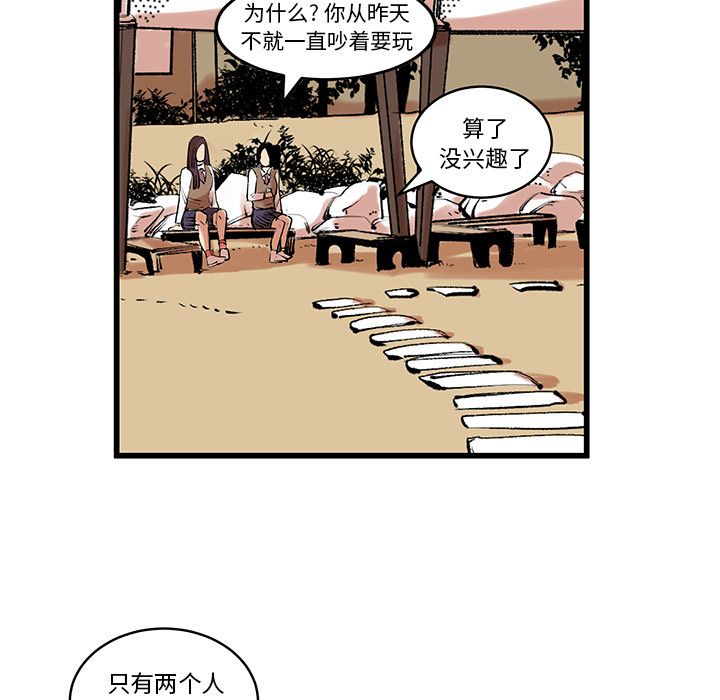 为什么? 你从昨天
不就一直吵着要玩
算了
没兴趣了
只有两个人